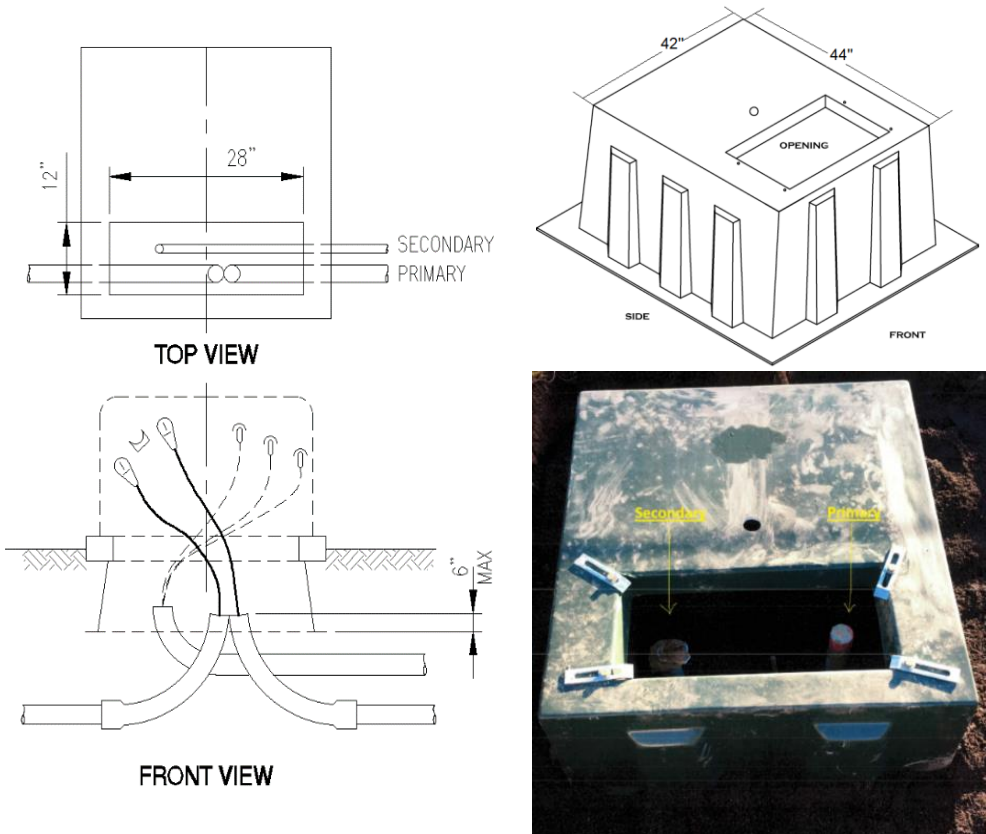 12"
28"
SECONDARY
PRIMARY
TOP VIEW
42"
44"
OPENING
SIDE
FRONT
6"
MAX
FRONT VIEW
Secondary
Primary